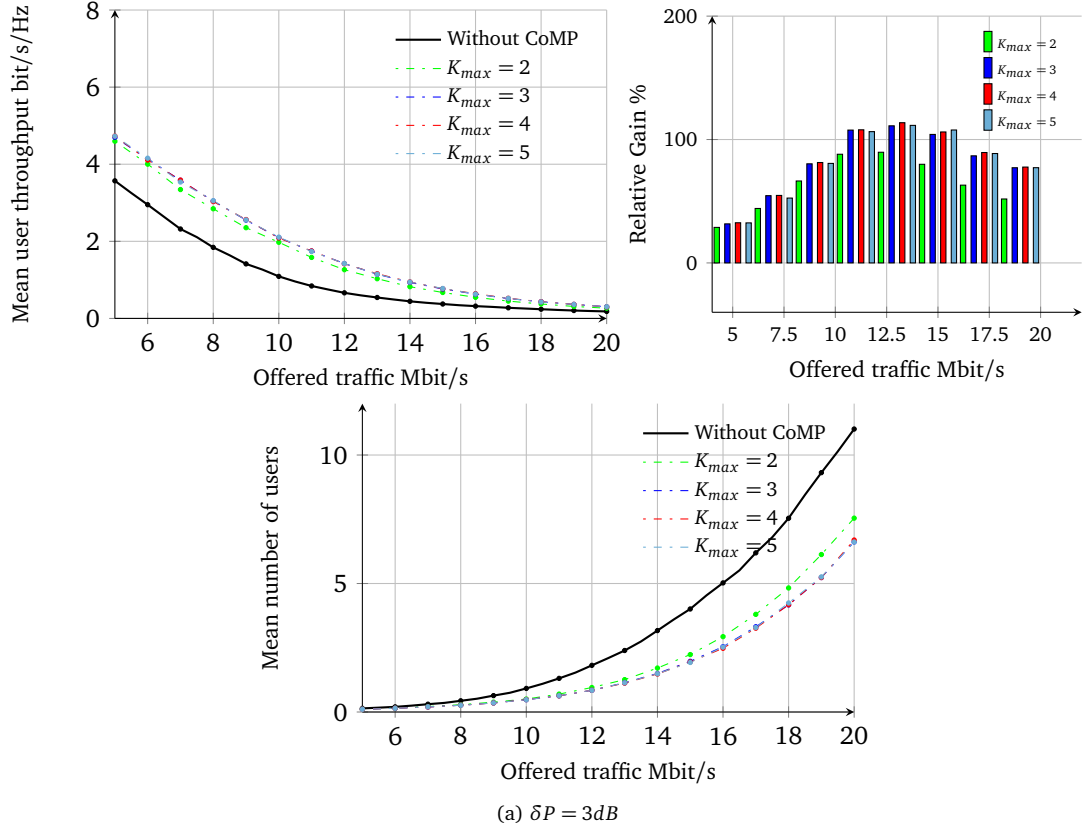 Mean user throughput bit/s/Hz
8
6
4
2
0
6 8 10 12 14 16 18 20
Offered traffic Mbit/s
Without CoMP
K_max = 2
K_max = 3
K_max = 4
K_max = 5
Relative Gain %
200
100
0
5 7.5 10 12.5 15 17.5 20
Offered traffic Mbit/s
K_max = 2
K_max = 3
K_max = 4
K_max = 5
Mean number of users
10
5
0
6 8 10 12 14 16 18 20
Offered traffic Mbit/s
Without CoMP
K_max = 2
K_max = 3
K_max = 4
K_max = 5
(a) δP = 3dB